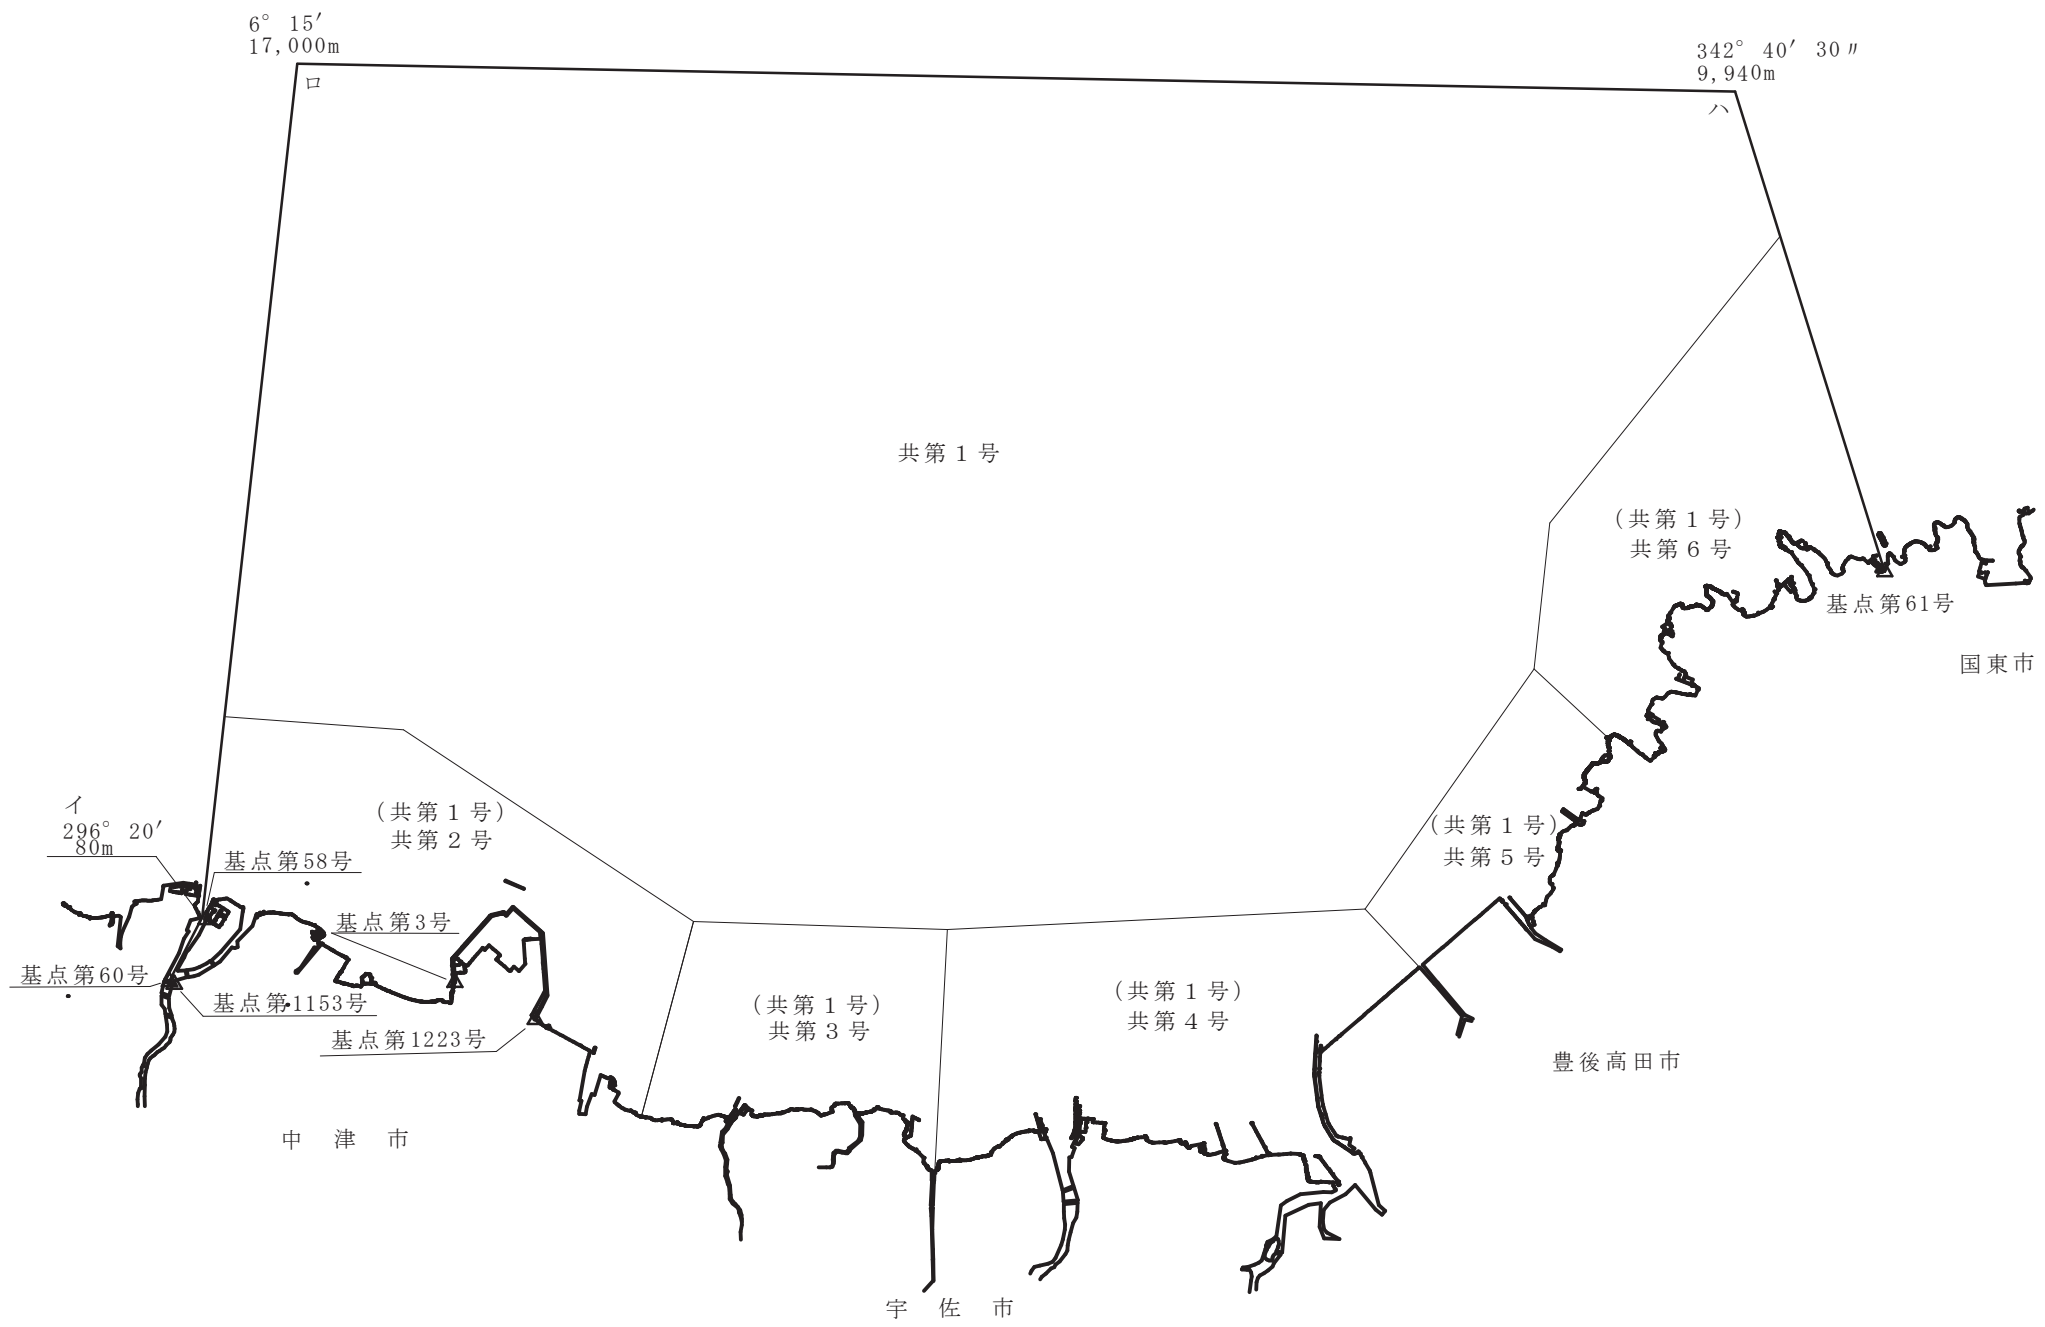 6° 15′
17,000m
ロ
342° 40′ 30″
9,940m
ハ
共第１号
(共第１号)
共第６号
基点第61号
国東市
イ
296° 20′
80m
(共第１号)
共第２号
基点第58号
(共第１号)
共第５号
基点第3号
基点第60号
基点第1153号
基点第1223号
(共第１号)
共第３号
(共第１号)
共第４号
豊後高田市
中津市
宇佐市